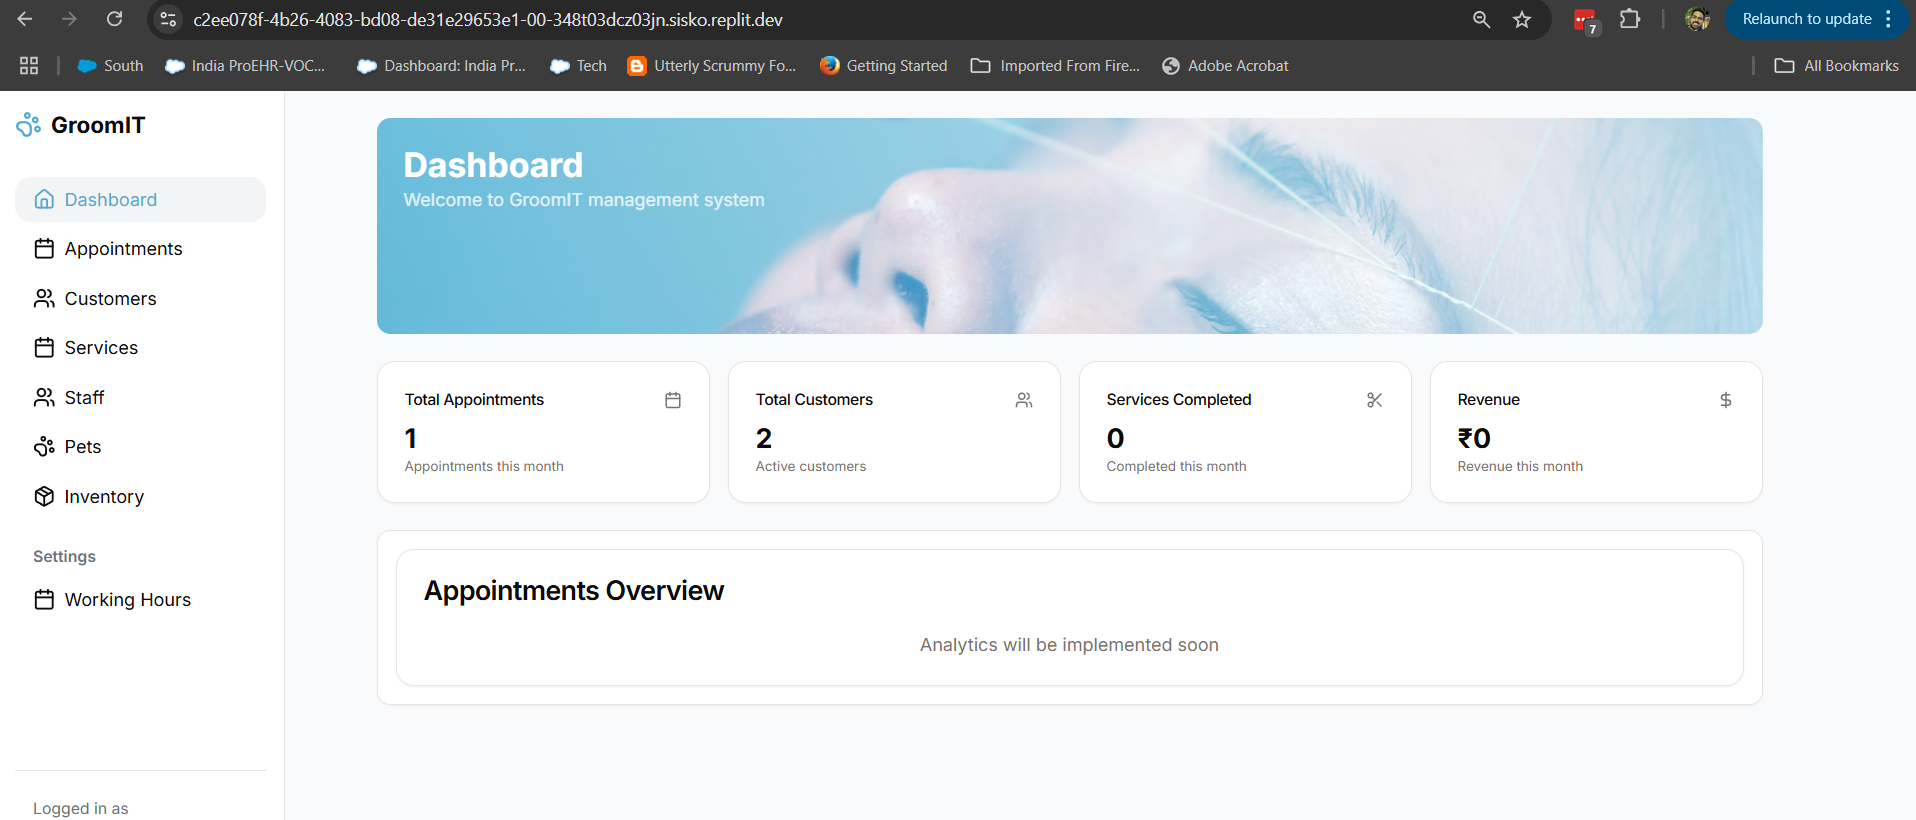 c2ee078f-4b26-4083-bd08-de31e29653e1-00-348t03dcz03jn.sisko.replit.dev
7
Relaunch to update
South
India ProEHR-VOC...
Dashboard: India Pr...
Tech
Utterly Scrummy Fo...
Getting Started
Imported From Fire...
Adobe Acrobat
All Bookmarks
GroomIT
Dashboard
Appointments
Customers
Services
Staff
Pets
Inventory
Settings
Working Hours
Logged in as
Dashboard
Welcome to GroomIT management system
Total Appointments
1
Appointments this month
Total Customers
2
Active customers
Services Completed
0
Completed this month
Revenue
₹0
Revenue this month
Appointments Overview
Analytics will be implemented soon